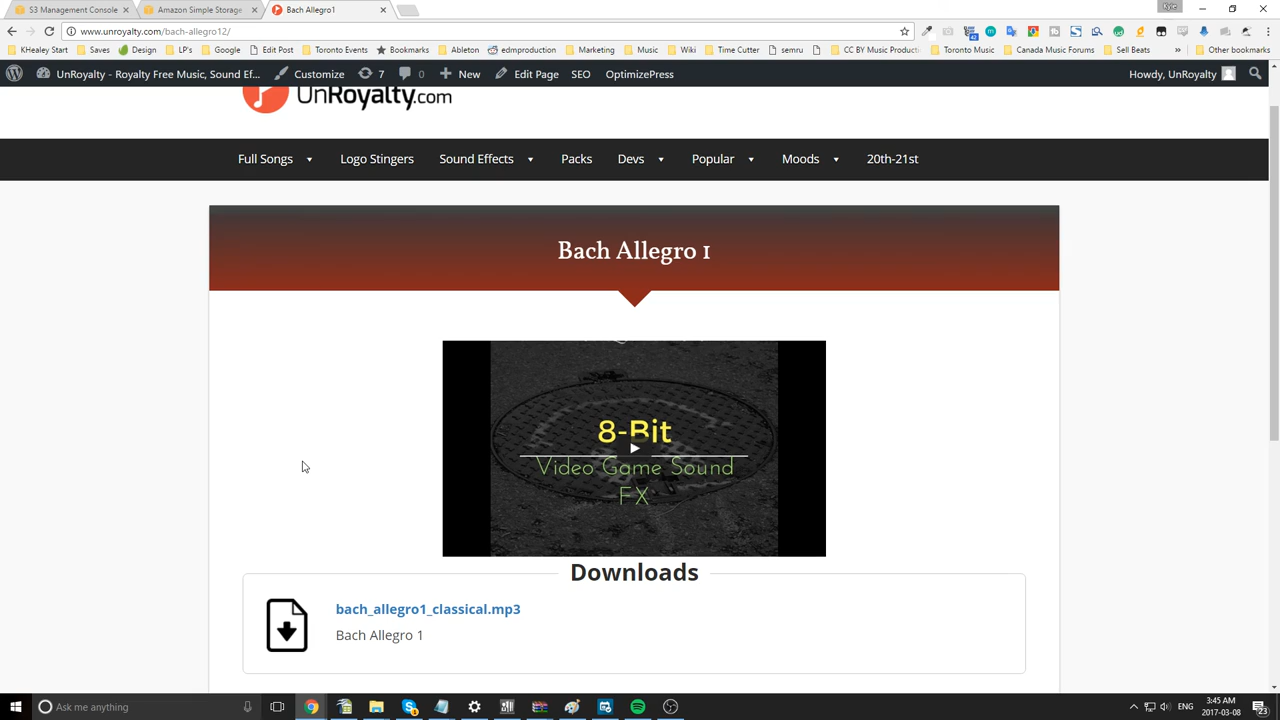 S3 Management Console
Amazon Simple Storage
Bach Allegro1
Kyle
www.unroyalty.com/bach-allegro12/
KHealey Start
Saves
Design
LP's
Google
Edit Post
Toronto Events
Bookmarks
Ableton
edmproduction
Marketing
Music
Wiki
Time Cutter
semru
CC BY Music Product
Toronto Music
Canada Music Forums
Sell Beats
»
Other bookmarks
UnRoyalty - Royalty Free Music, Sound Ef...
Customize
7
0
New
Edit Page
SEO
OptimizePress
Howdy, UnRoyalty
UnRoyalty.com
Full Songs
Logo Stingers
Sound Effects
Packs
Devs
Popular
Moods
20th-21st
Bach Allegro 1
8-Bit
Video Game Sound
FX
Downloads
bach_allegro1_classical.mp3
Bach Allegro 1
Ask me anything
ENG
3:45 AM
2017-03-08
23